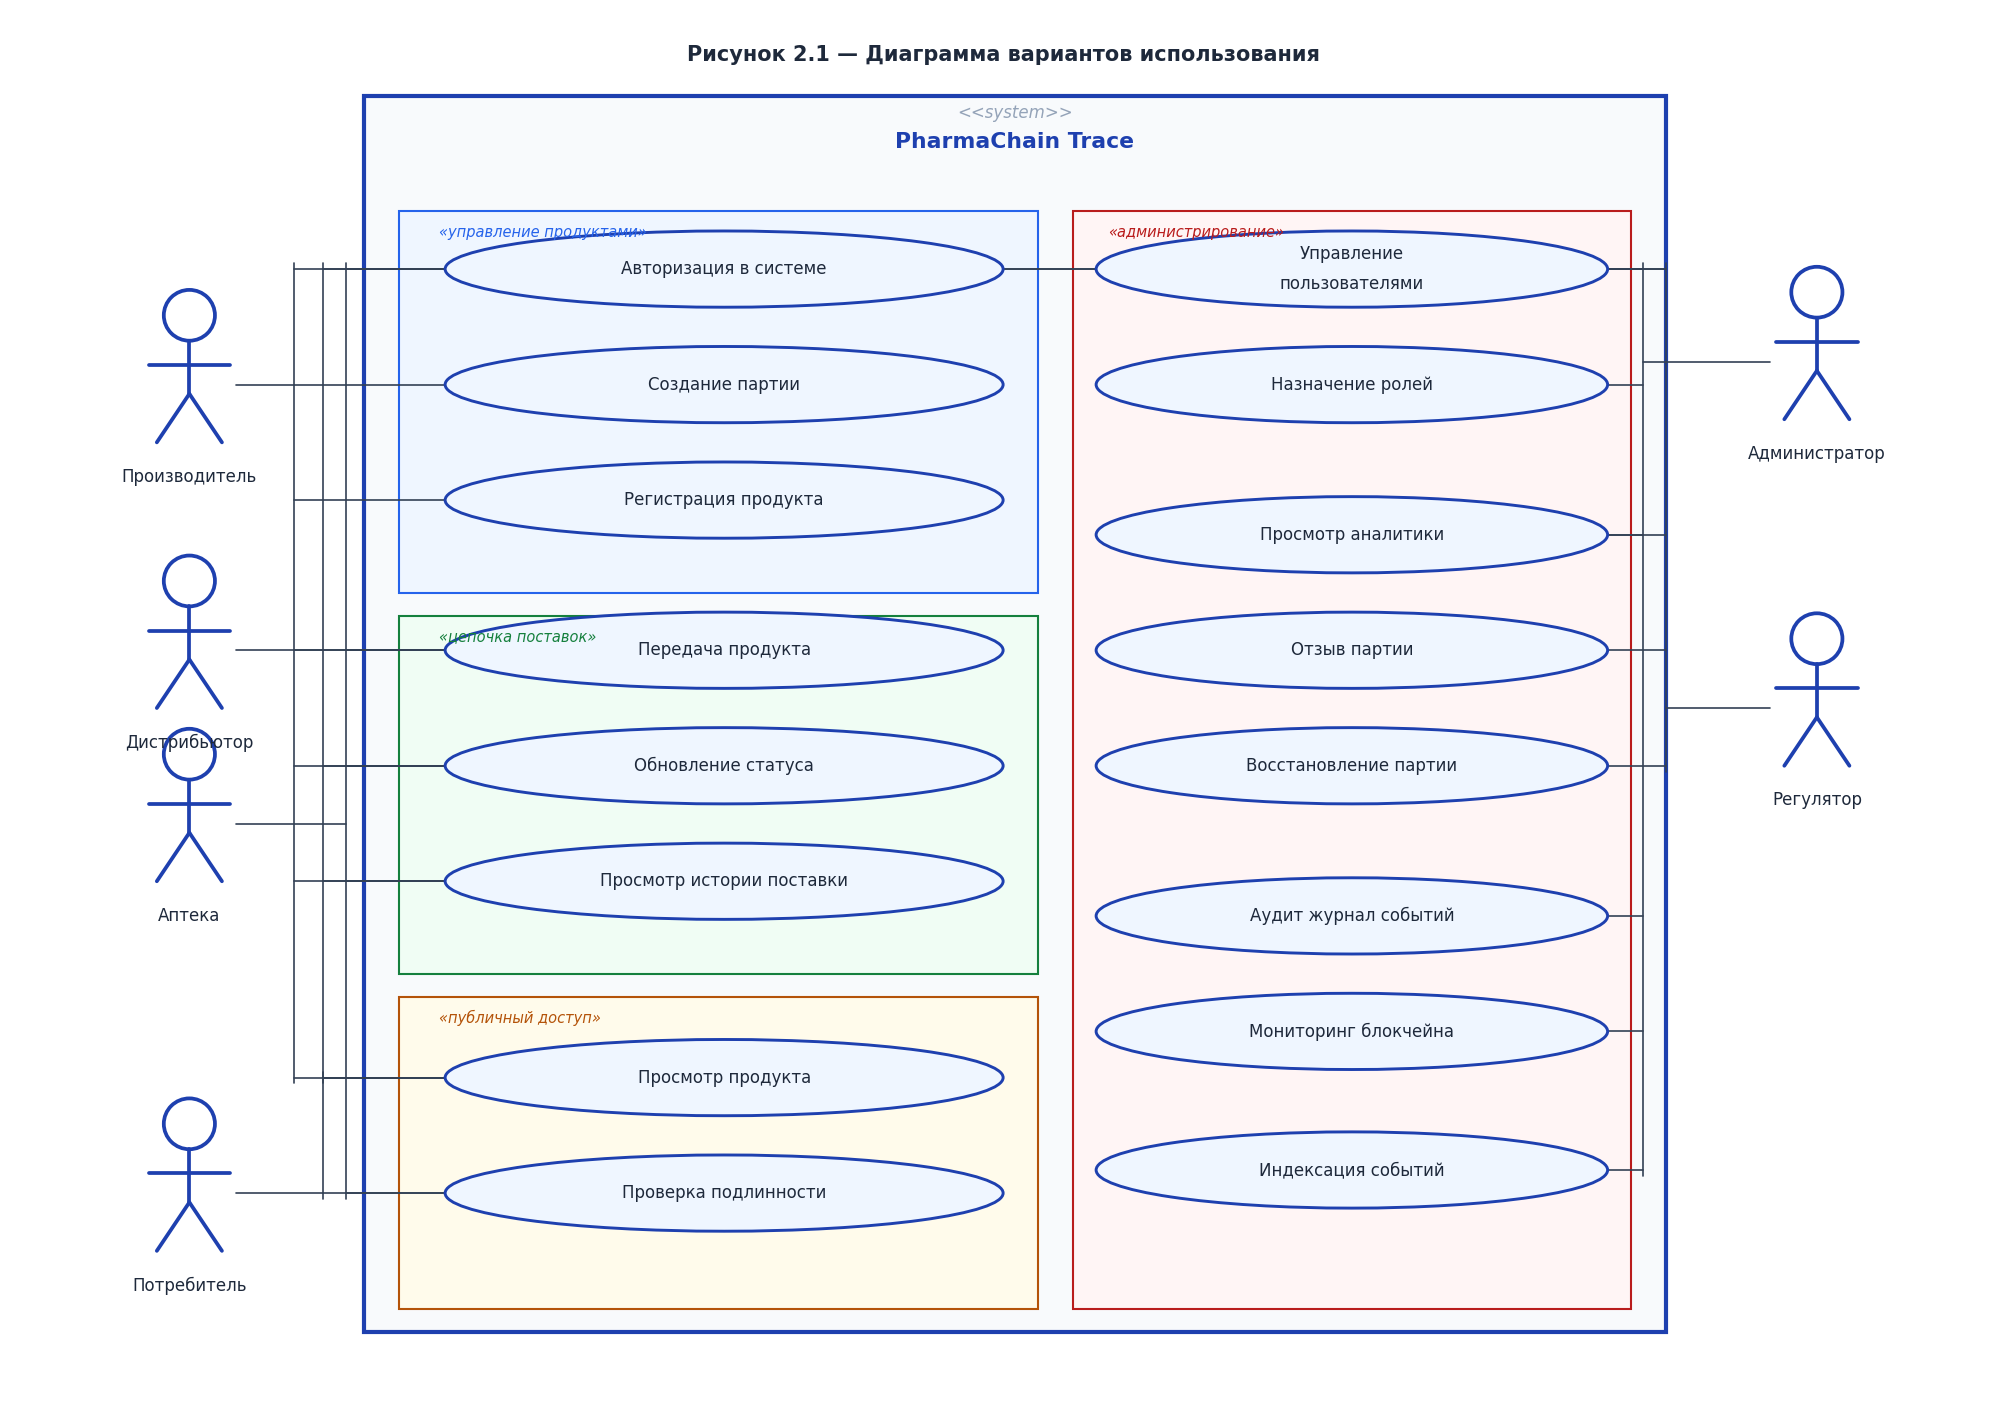 Рисунок 2.1 — Диаграмма вариантов использования
<<system>>
PharmaChain Trace
«управление продуктами»
Авторизация в системе
Создание партии
Регистрация продукта
«цепочка поставок»
Передача продукта
Обновление статуса
Просмотр истории поставки
«публичный доступ»
Просмотр продукта
Проверка подлинности
«администрирование»
Управление
пользователями
Назначение ролей
Просмотр аналитики
Отзыв партии
Восстановление партии
Аудит журнал событий
Мониторинг блокчейна
Индексация событий
Производитель
Дистрибьютор
Аптека
Потребитель
Администратор
Регулятор